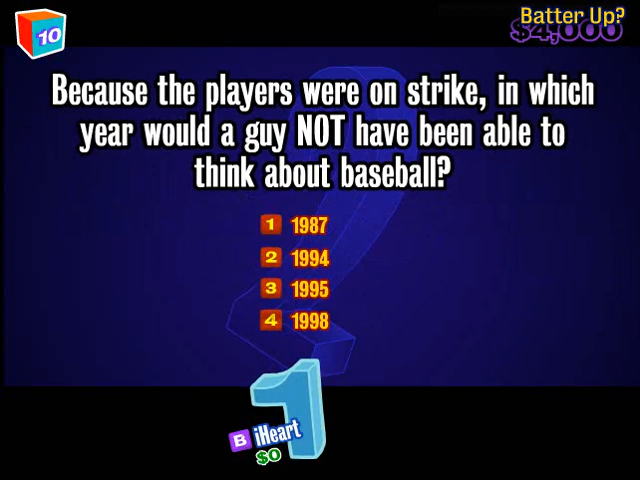 10
Batter Up?
$4,000
Because the players were on strike, in which
year would a guy NOT have been able to
think about baseball?
1 1987
2 1994
3 1995
4 1998
1
B iHeart
$0